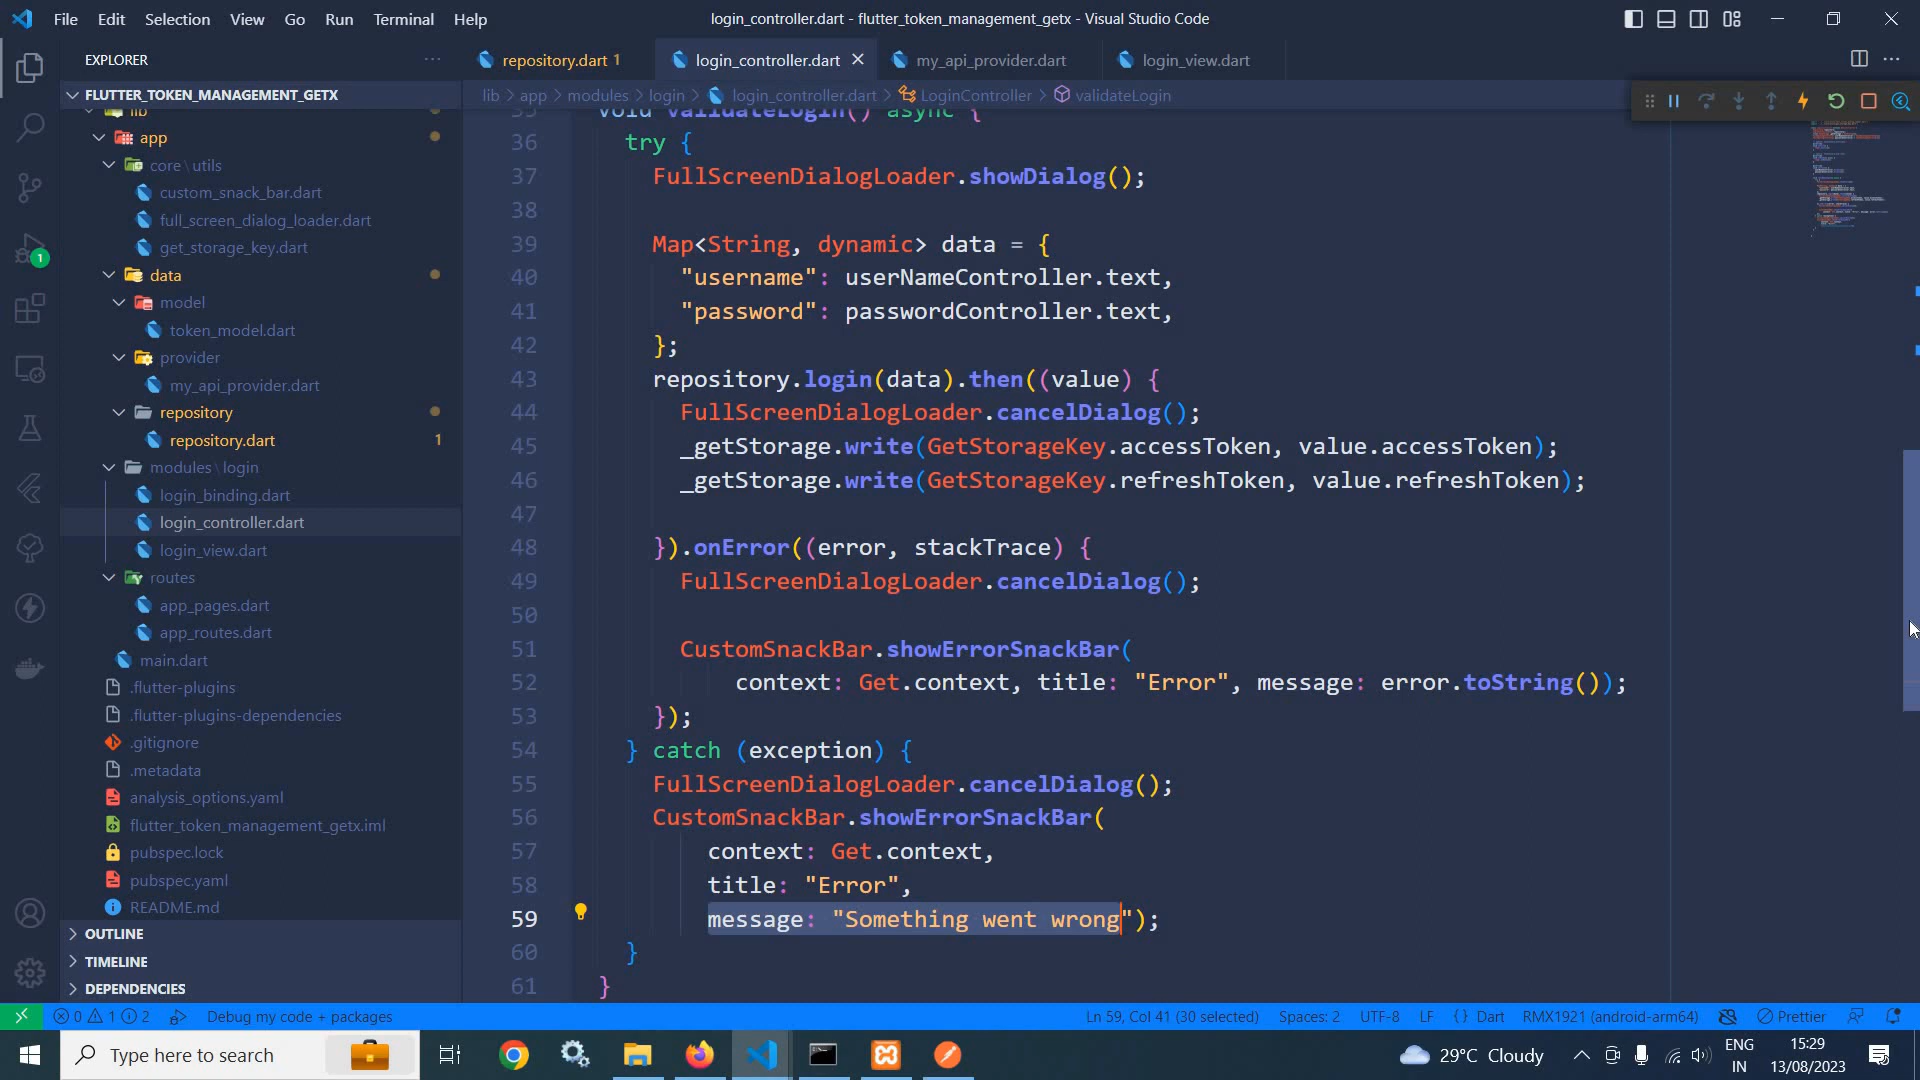 File Edit Selection View Go Run Terminal Help
login_controller.dart - flutter_token_management_getx - Visual Studio Code
EXPLORER
repository.dart 1
login_controller.dart
my_api_provider.dart
login_view.dart
FLUTTER_TOKEN_MANAGEMENT_GETX
lib > app > modules > login > login_controller.dart > LoginController > validateLogin
lib
app
core \ utils
custom_snack_bar.dart
full_screen_dialog_loader.dart
get_storage_key.dart
data
model
token_model.dart
provider
my_api_provider.dart
repository
repository.dart 1
modules \ login
login_binding.dart
login_controller.dart
login_view.dart
routes
app_pages.dart
app_routes.dart
main.dart
.flutter-plugins
.flutter-plugins-dependencies
.gitignore
.metadata
analysis_options.yaml
flutter_token_management_getx.iml
pubspec.lock
pubspec.yaml
README.md
OUTLINE
TIMELINE
DEPENDENCIES
1
35 void validateLogin() async {
36 try {
37 FullScreenDialogLoader.showDialog();
38
39 Map<String, dynamic> data = {
40 "username": userNameController.text,
41 "password": passwordController.text,
42 };
43 repository.login(data).then((value) {
44 FullScreenDialogLoader.cancelDialog();
45 _getStorage.write(GetStorageKey.accessToken, value.accessToken);
46 _getStorage.write(GetStorageKey.refreshToken, value.refreshToken);
47
48 }).onError((error, stackTrace) {
49 FullScreenDialogLoader.cancelDialog();
50
51 CustomSnackBar.showErrorSnackBar(
52 context: Get.context, title: "Error", message: error.toString());
53 });
54 } catch (exception) {
55 FullScreenDialogLoader.cancelDialog();
56 CustomSnackBar.showErrorSnackBar(
57 context: Get.context,
58 title: "Error",
59 message: "Something went wrong");
60 }
61 }
0 1 2 Debug my code + packages
Ln 59, Col 41 (30 selected) Spaces: 2 UTF-8 LF {} Dart RMX1921 (android-arm64) Prettier
Type here to search
29°C Cloudy
ENG
IN
15:29
13/08/2023